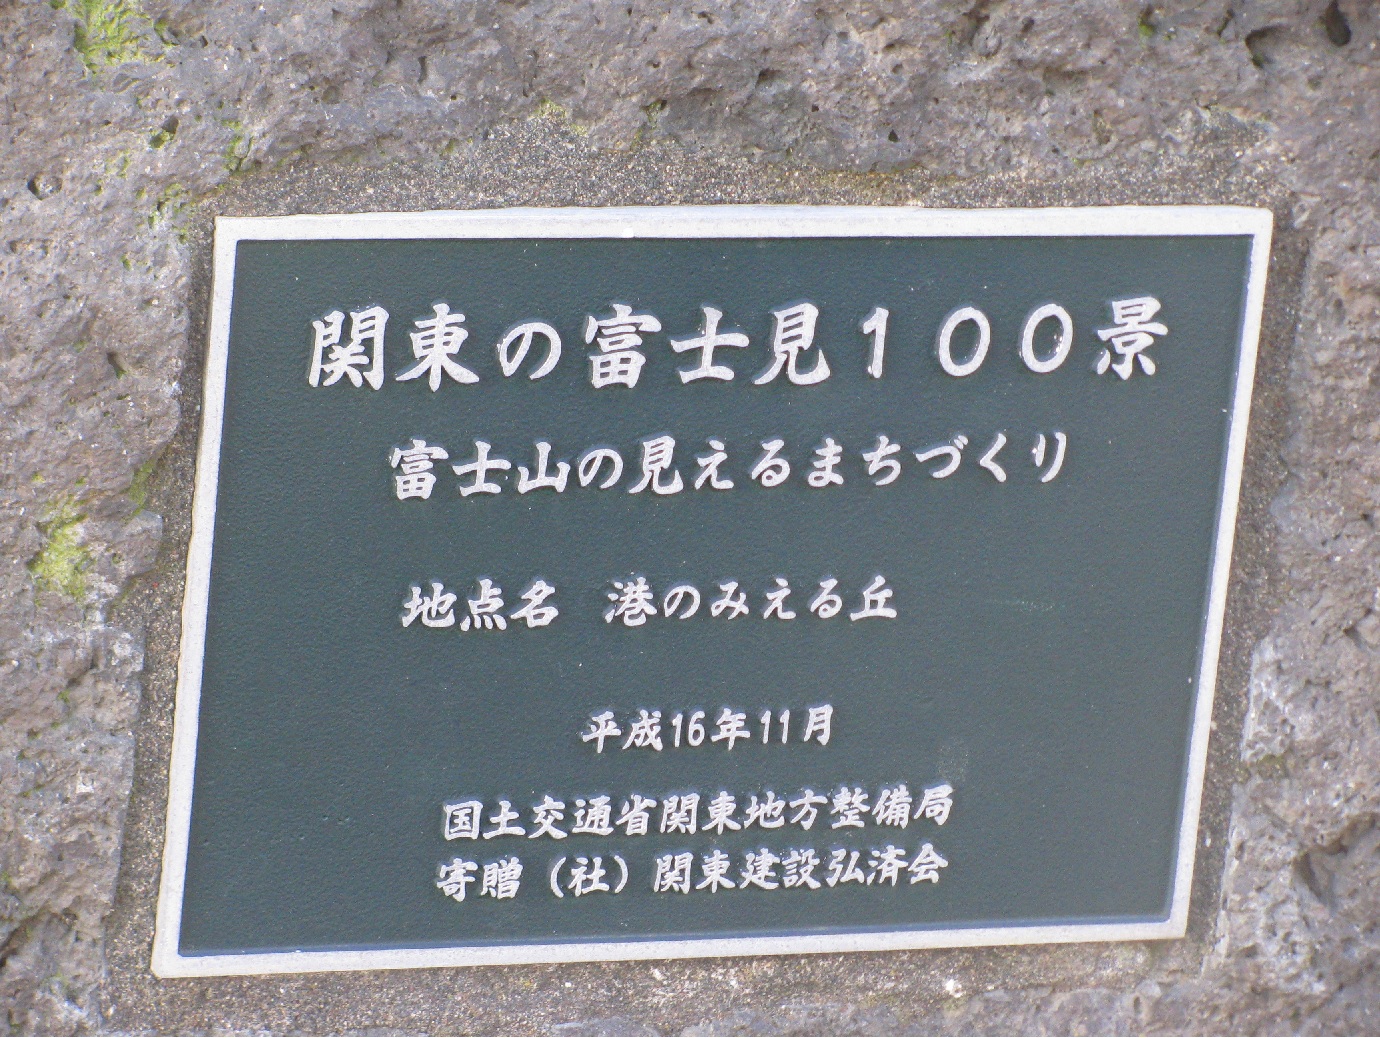 関東の富士見１００景
富士山の見えるまちづくり
地点名　港のみえる丘
平成16年11月
国土交通省関東地方整備局
寄贈（社）関東建設弘済会